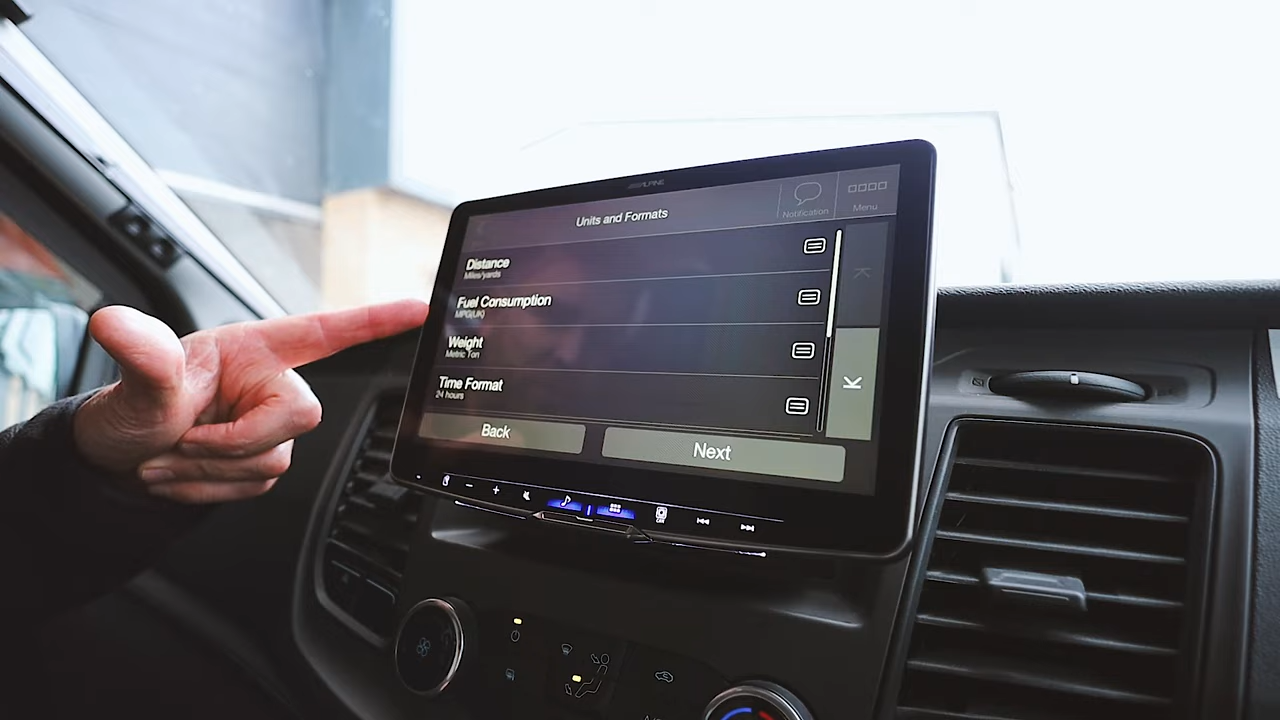 ALPINE
Units and Formats
Notification
Menu
Distance
Miles/yards
Fuel Consumption
MPG(UK)
Weight
Metric Ton
Time Format
24 hours
Back
Next